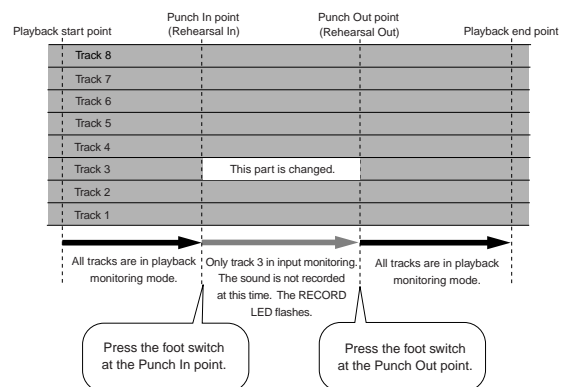 Playback start point
Punch In point
(Rehearsal In)
Punch Out point
(Rehearsal Out)
Playback end point
Track 8
Track 7
Track 6
Track 5
Track 4
Track 3
This part is changed.
Track 2
Track 1
All tracks are in playback
monitoring mode.
Only track 3 in input monitoring.
The sound is not recorded
at this time. The RECORD
LED flashes.
All tracks are in playback
monitoring mode.
Press the foot switch
at the Punch In point.
Press the foot switch
at the Punch Out point.